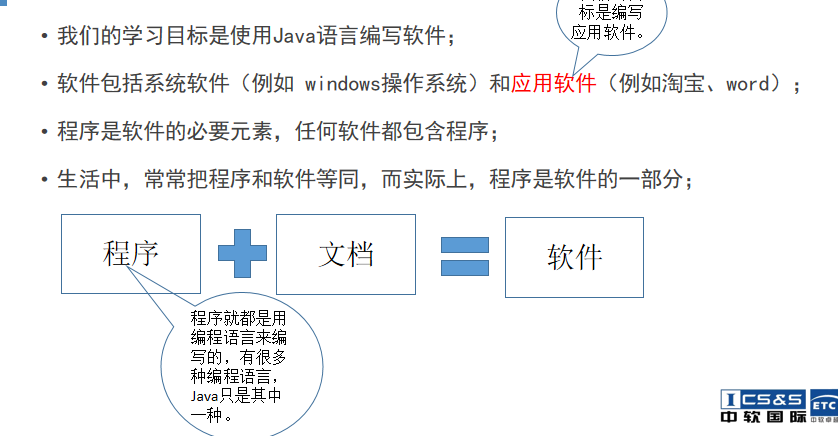 标是编写
应用软件。
• 我们的学习目标是使用Java语言编写软件；
• 软件包括系统软件（例如 windows操作系统）和应用软件（例如淘宝、word）；
• 程序是软件的必要元素，任何软件都包含程序；
• 生活中，常常把程序和软件等同，而实际上，程序是软件的一部分；
程序
文档
软件
程序就都是用
编程语言来编
写的，有很多
种编程语言，
Java只是其中
一种。
ICS&S
中软国际
ETC
中软卓越